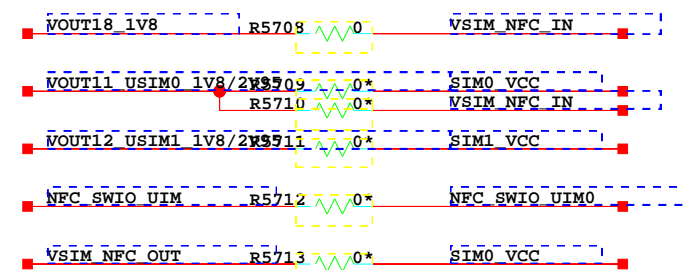 VOUT18_1V8 R5708 0 VSIM_NFC_IN
VOUT11_USIM0_1V8/2V95 R5709 0* SIM0_VCC
R5710 0* VSIM_NFC_IN
VOUT12_USIM1_1V8/2V95 R5711 0* SIM1_VCC
NFC_SWIO_UIM R5712 0* NFC_SWIO_UIM0
VSIM_NFC_OUT R5713 0* SIM0_VCC